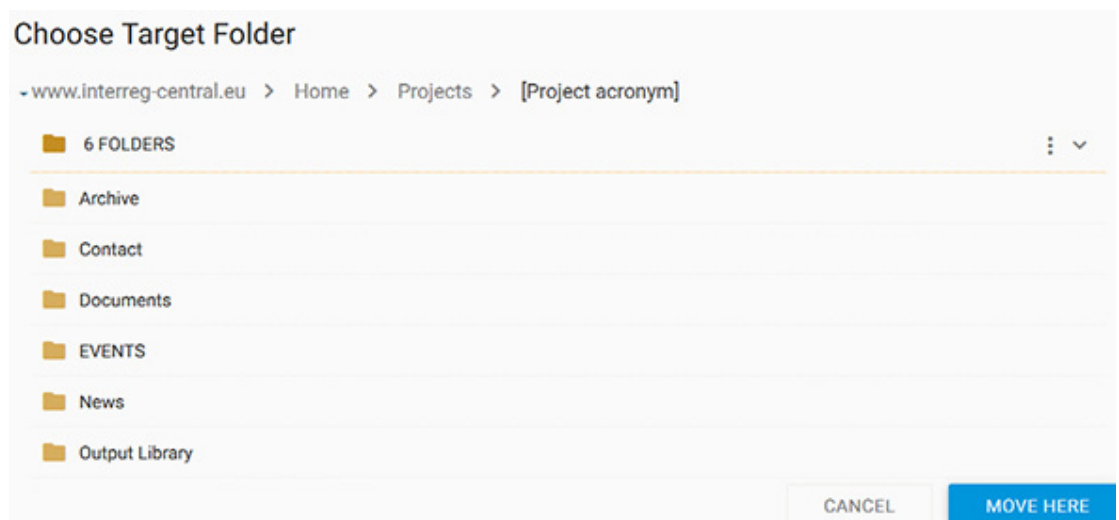 Choose Target Folder
www.interreg-central.eu > Home > Projects > [Project acronym]
6 FOLDERS
Archive
Contact
Documents
EVENTS
News
Output Library
CANCEL MOVE HERE